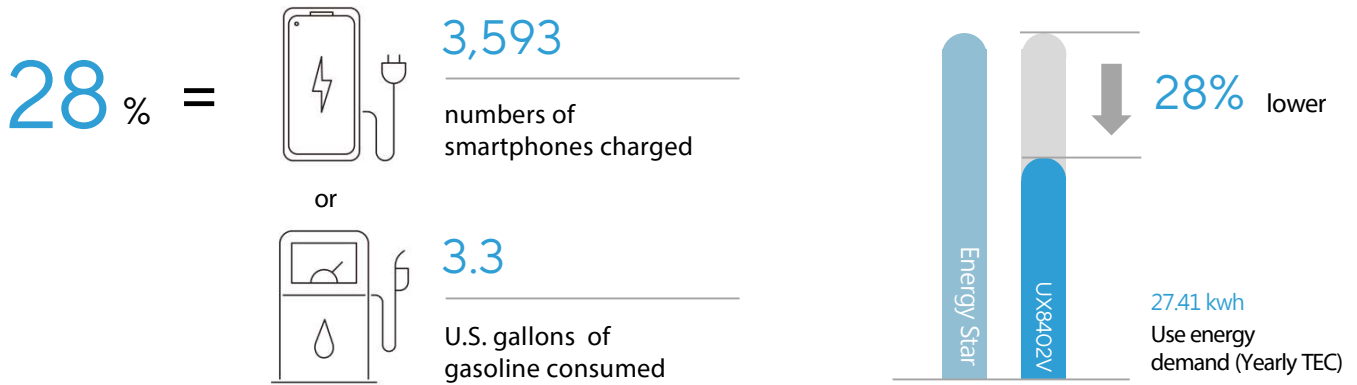 28 % =
3,593
numbers of
smartphones charged
or
3.3
U.S. gallons of
gasoline consumed
Energy Star
UX8402V
28% lower
27.41 kwh
Use energy
demand (Yearly TEC)